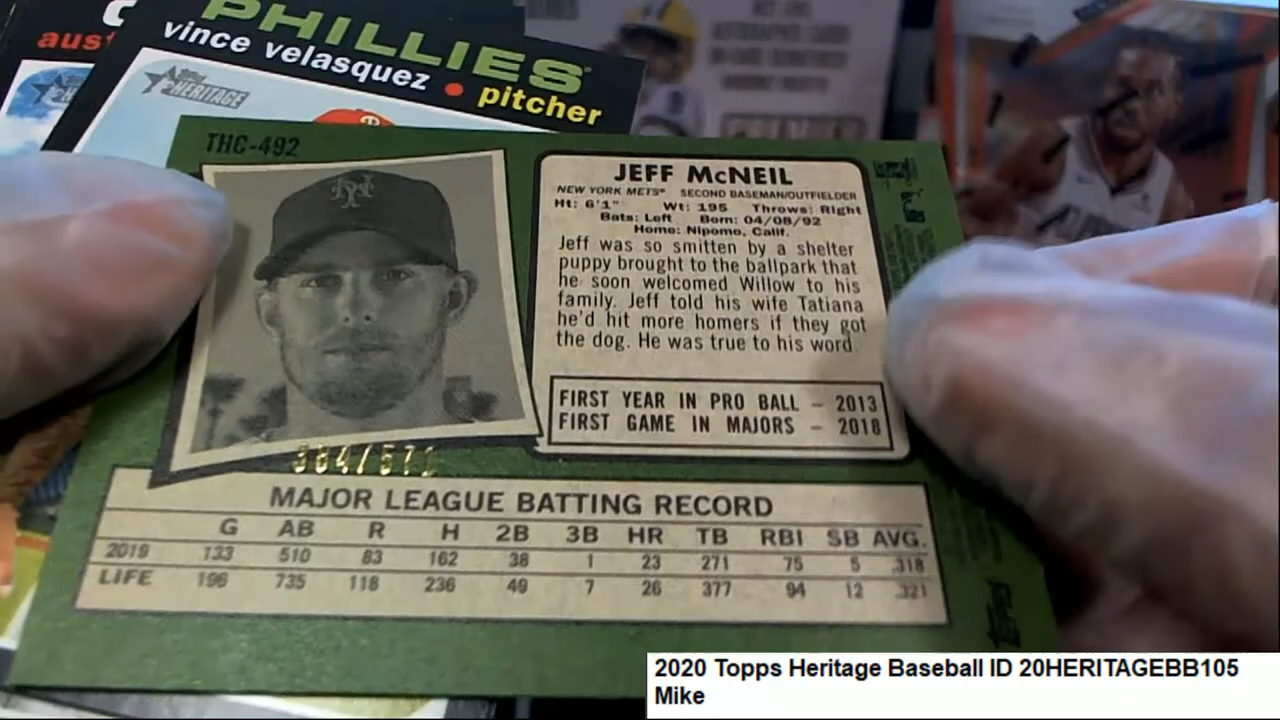 PHILLIES
vince velasquez • pitcher
Topps HERITAGE
THC-492
JEFF McNEIL
NEW YORK METS® SECOND BASEMAN/OUTFIELDER
Ht: 6'1" Wt: 195 Throws: Right
Bats: Left Born: 04/08/92
Home: Nipomo, Calif.
Jeff was so smitten by a shelter
puppy brought to the ballpark that
he soon welcomed Willow to his
family. Jeff told his wife Tatiana
he'd hit more homers if they got
the dog. He was true to his word.
FIRST YEAR IN PRO BALL – 2013
FIRST GAME IN MAJORS – 2018
384/571
MAJOR LEAGUE BATTING RECORD
G AB R H 2B 3B HR TB RBI SB AVG.
2019 133 510 83 162 38 1 23 271 75 5 .318
LIFE 196 735 118 236 49 7 26 377 94 12 .321
Topps
2020 Topps Heritage Baseball ID 20HERITAGEBB105
Mike